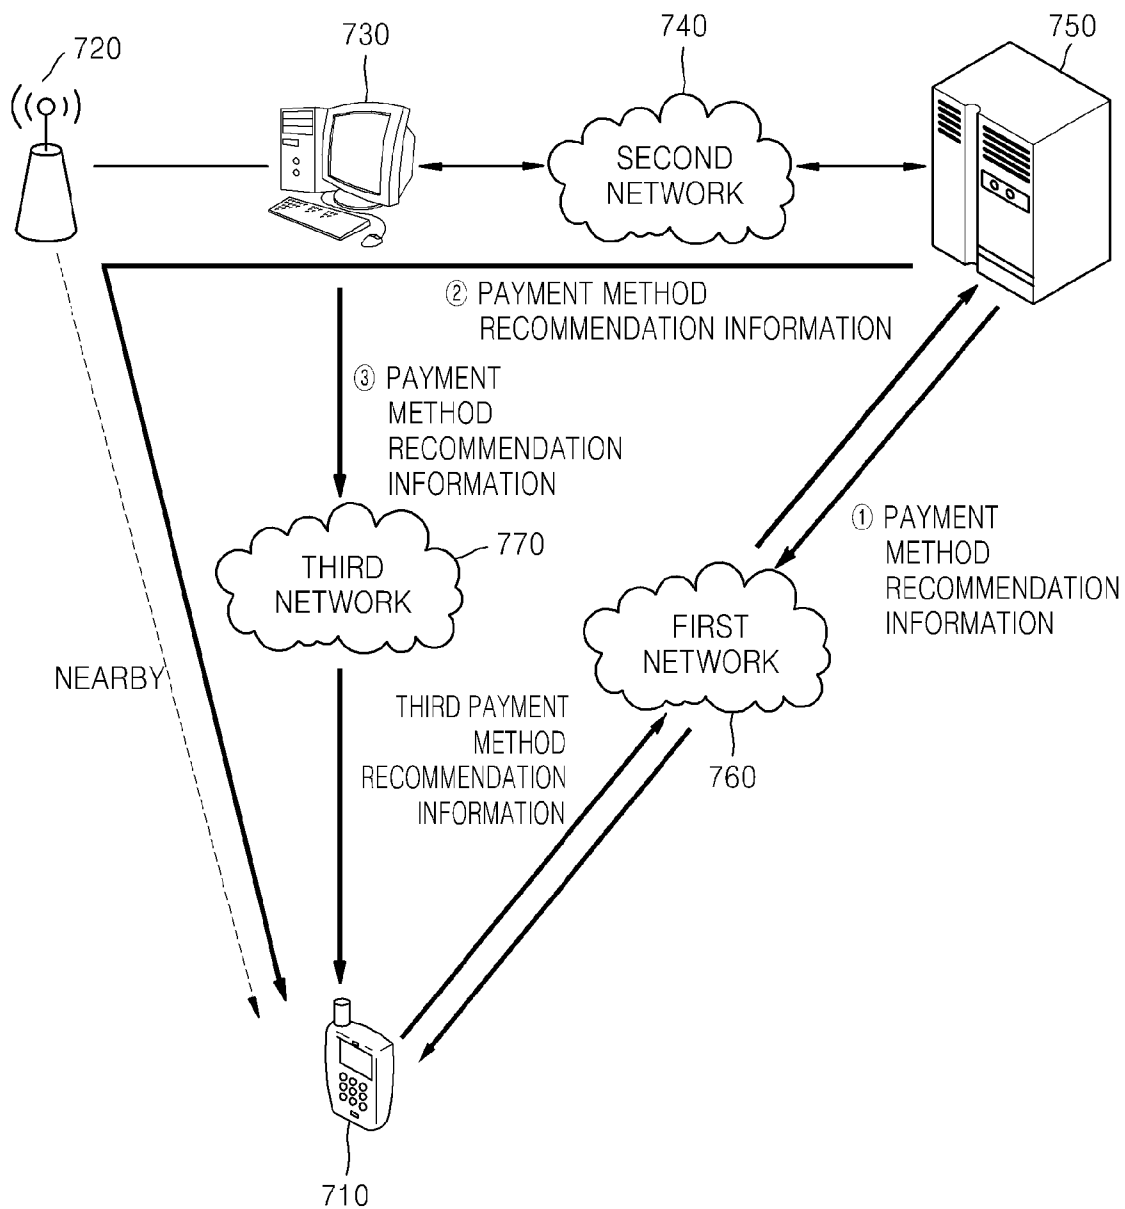 720
730
740
750
SECOND
NETWORK
② PAYMENT METHOD
RECOMMENDATION INFORMATION
③ PAYMENT
METHOD
RECOMMENDATION
INFORMATION
① PAYMENT
METHOD
RECOMMENDATION
INFORMATION
770
THIRD
NETWORK
FIRST
NETWORK
NEARBY
THIRD PAYMENT
METHOD
RECOMMENDATION
INFORMATION
760
710